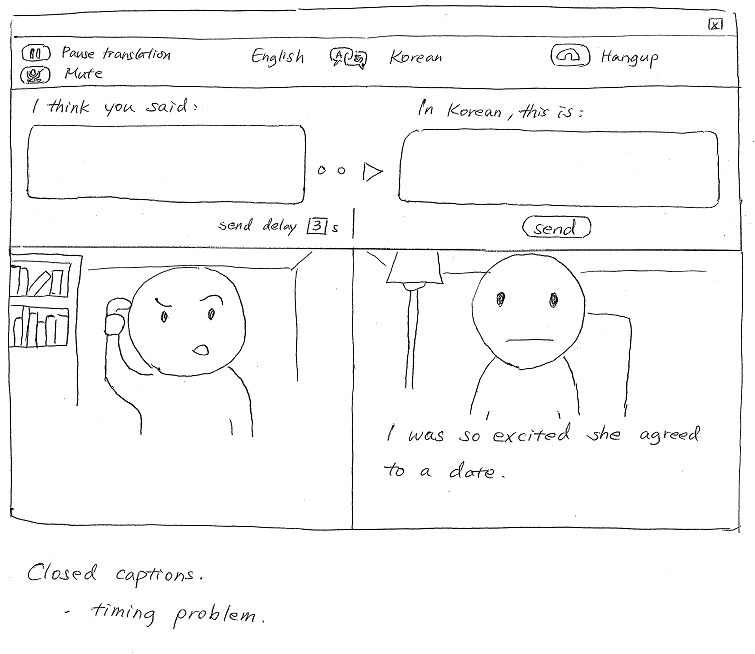 x
Pause translation
English
A
Korean
Hangup
Mute
I think you said:
In Korean, this is:
send delay 3 s
send
I was so excited she agreed
to a date.
Closed captions.
- timing problem.